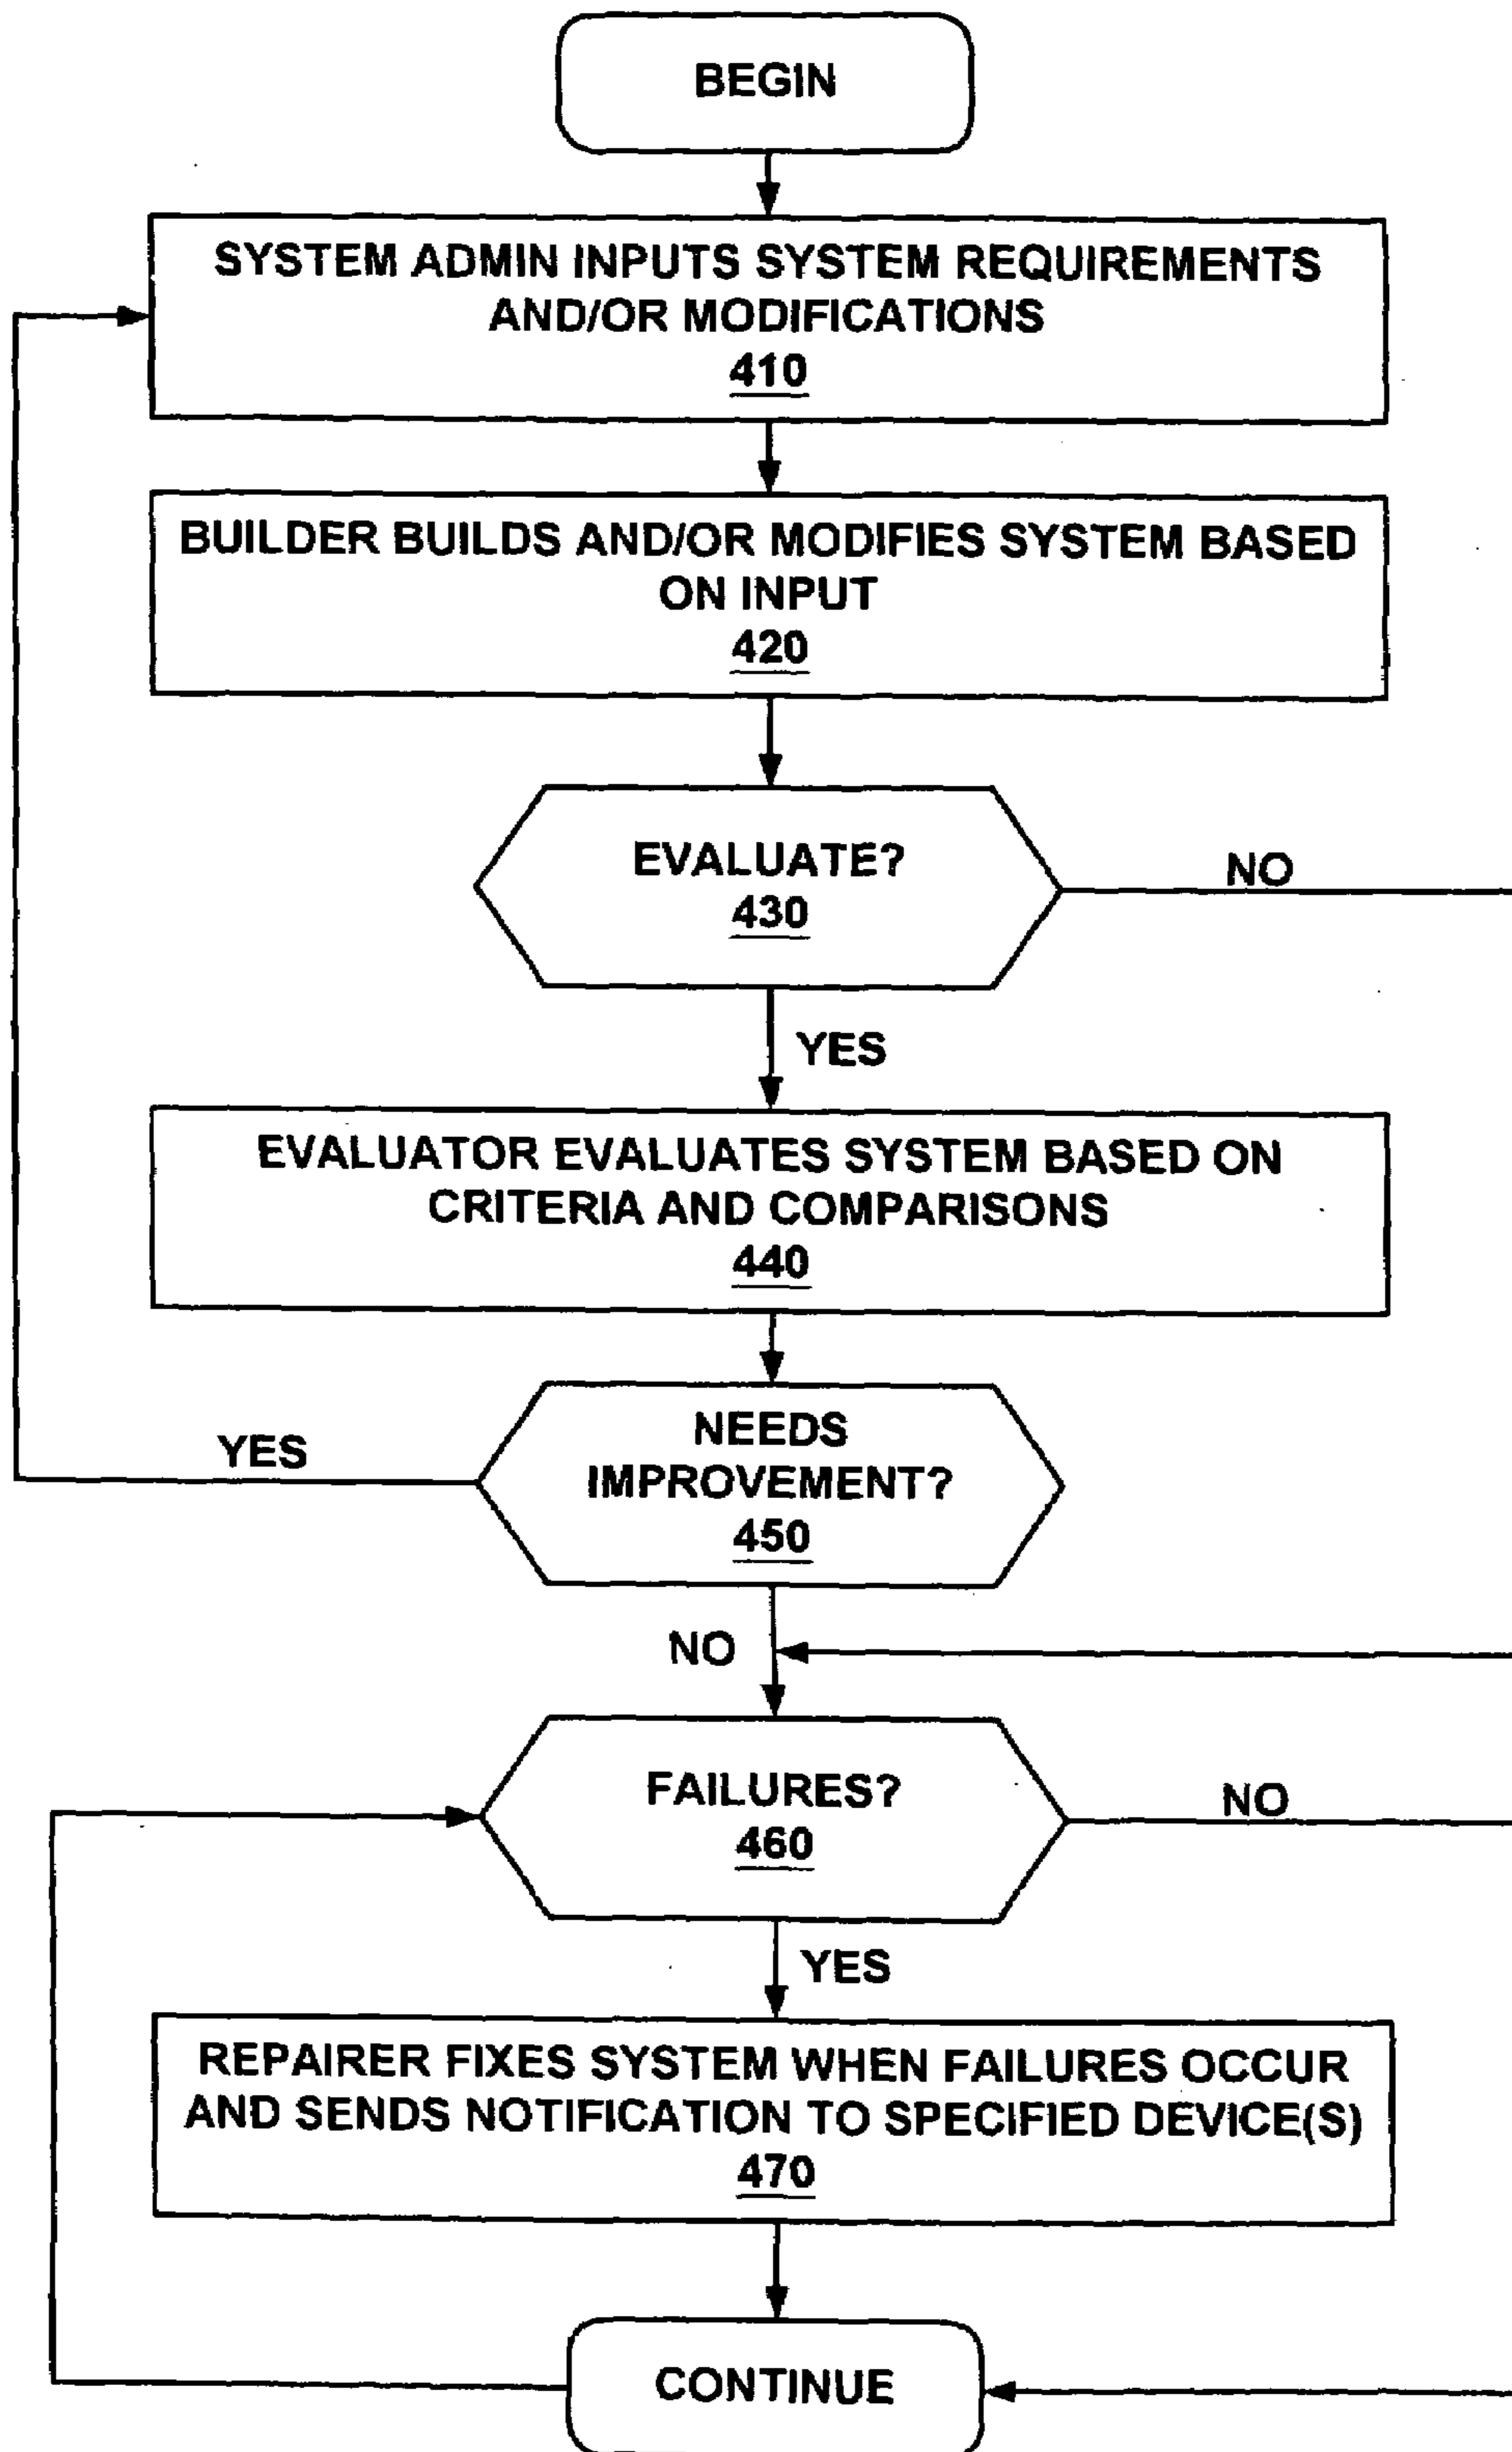 BEGIN
SYSTEM ADMIN INPUTS SYSTEM REQUIREMENTS
AND/OR MODIFICATIONS
410
BUILDER BUILDS AND/OR MODIFIES SYSTEM BASED
ON INPUT
420
EVALUATE?
430
NO
YES
EVALUATOR EVALUATES SYSTEM BASED ON
CRITERIA AND COMPARISONS
440
NEEDS
IMPROVEMENT?
450
YES
NO
FAILURES?
460
NO
YES
REPAIRER FIXES SYSTEM WHEN FAILURES OCCUR
AND SENDS NOTIFICATION TO SPECIFIED DEVICE(S)
470
CONTINUE